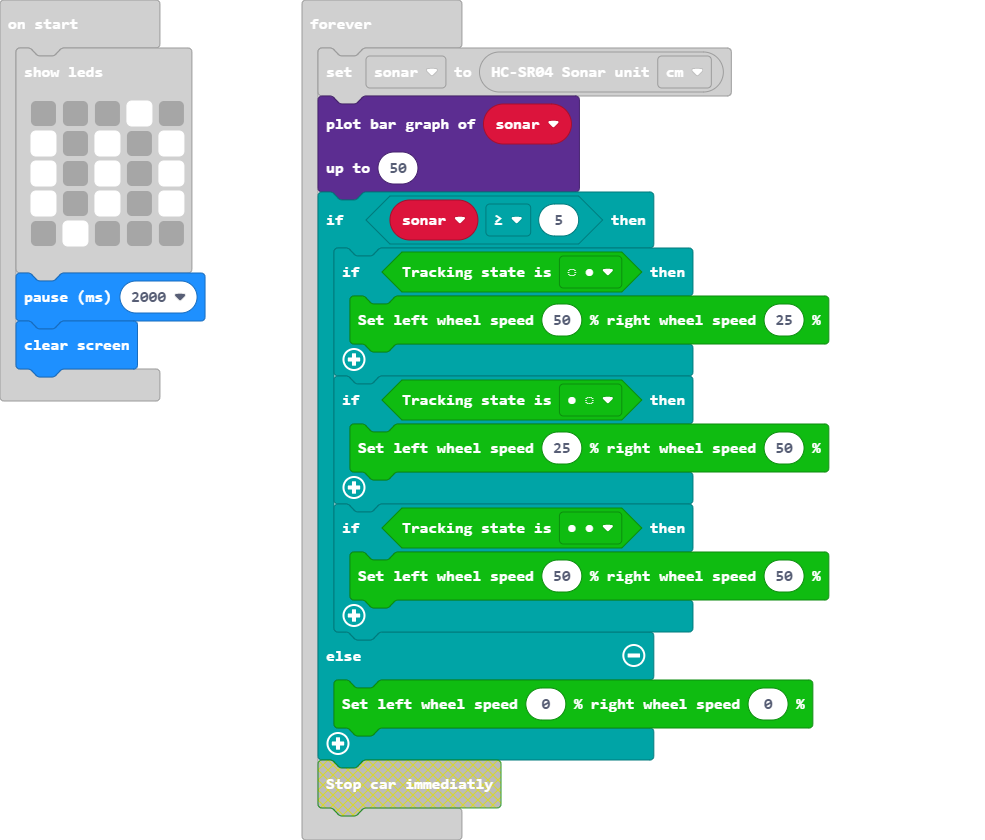 on start
show leds
pause (ms) 2000
clear screen
forever
set sonar to HC-SR04 Sonar unit cm
plot bar graph of sonar
up to 50
if sonar ≥ 5 then
if Tracking state is ◌ ● then
Set left wheel speed 50 % right wheel speed 25 %
if Tracking state is ● ◌ then
Set left wheel speed 25 % right wheel speed 50 %
if Tracking state is ● ● then
Set left wheel speed 50 % right wheel speed 50 %
else
Set left wheel speed 0 % right wheel speed 0 %
Stop car immediatly